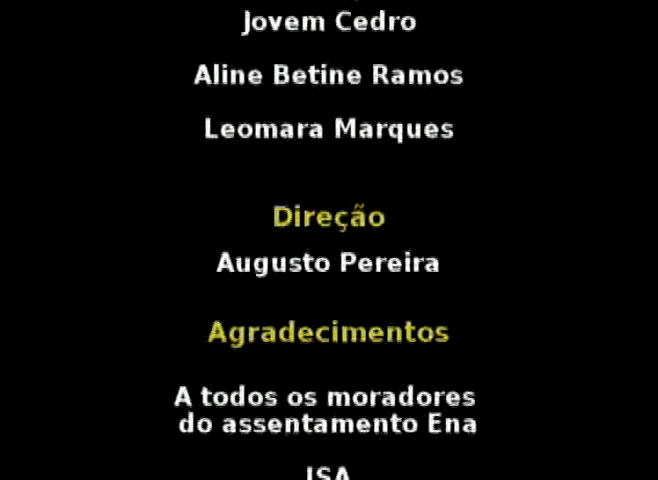 Jovem Cedro
Aline Betine Ramos
Leomara Marques
Direção
Augusto Pereira
Agradecimentos
A todos os moradores
do assentamento Ena
ISA